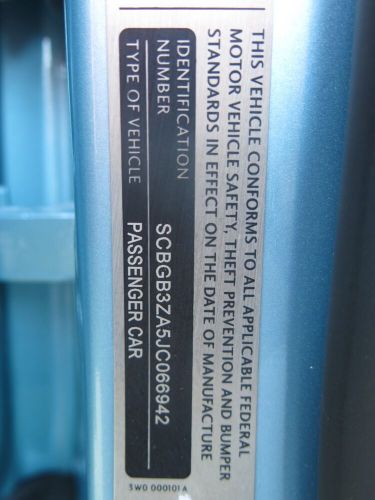 THIS VEHICLE CONFORMS TO ALL APPLICABLE FEDERAL
MOTOR VEHICLE SAFETY, THEFT PREVENTION AND BUMPER
STANDARDS IN EFFECT ON THE DATE OF MANUFACTURE
IDENTIFICATION
NUMBER SCBGB3ZA5JC066942
TYPE OF VEHICLE PASSENGER CAR
3W0 000101A